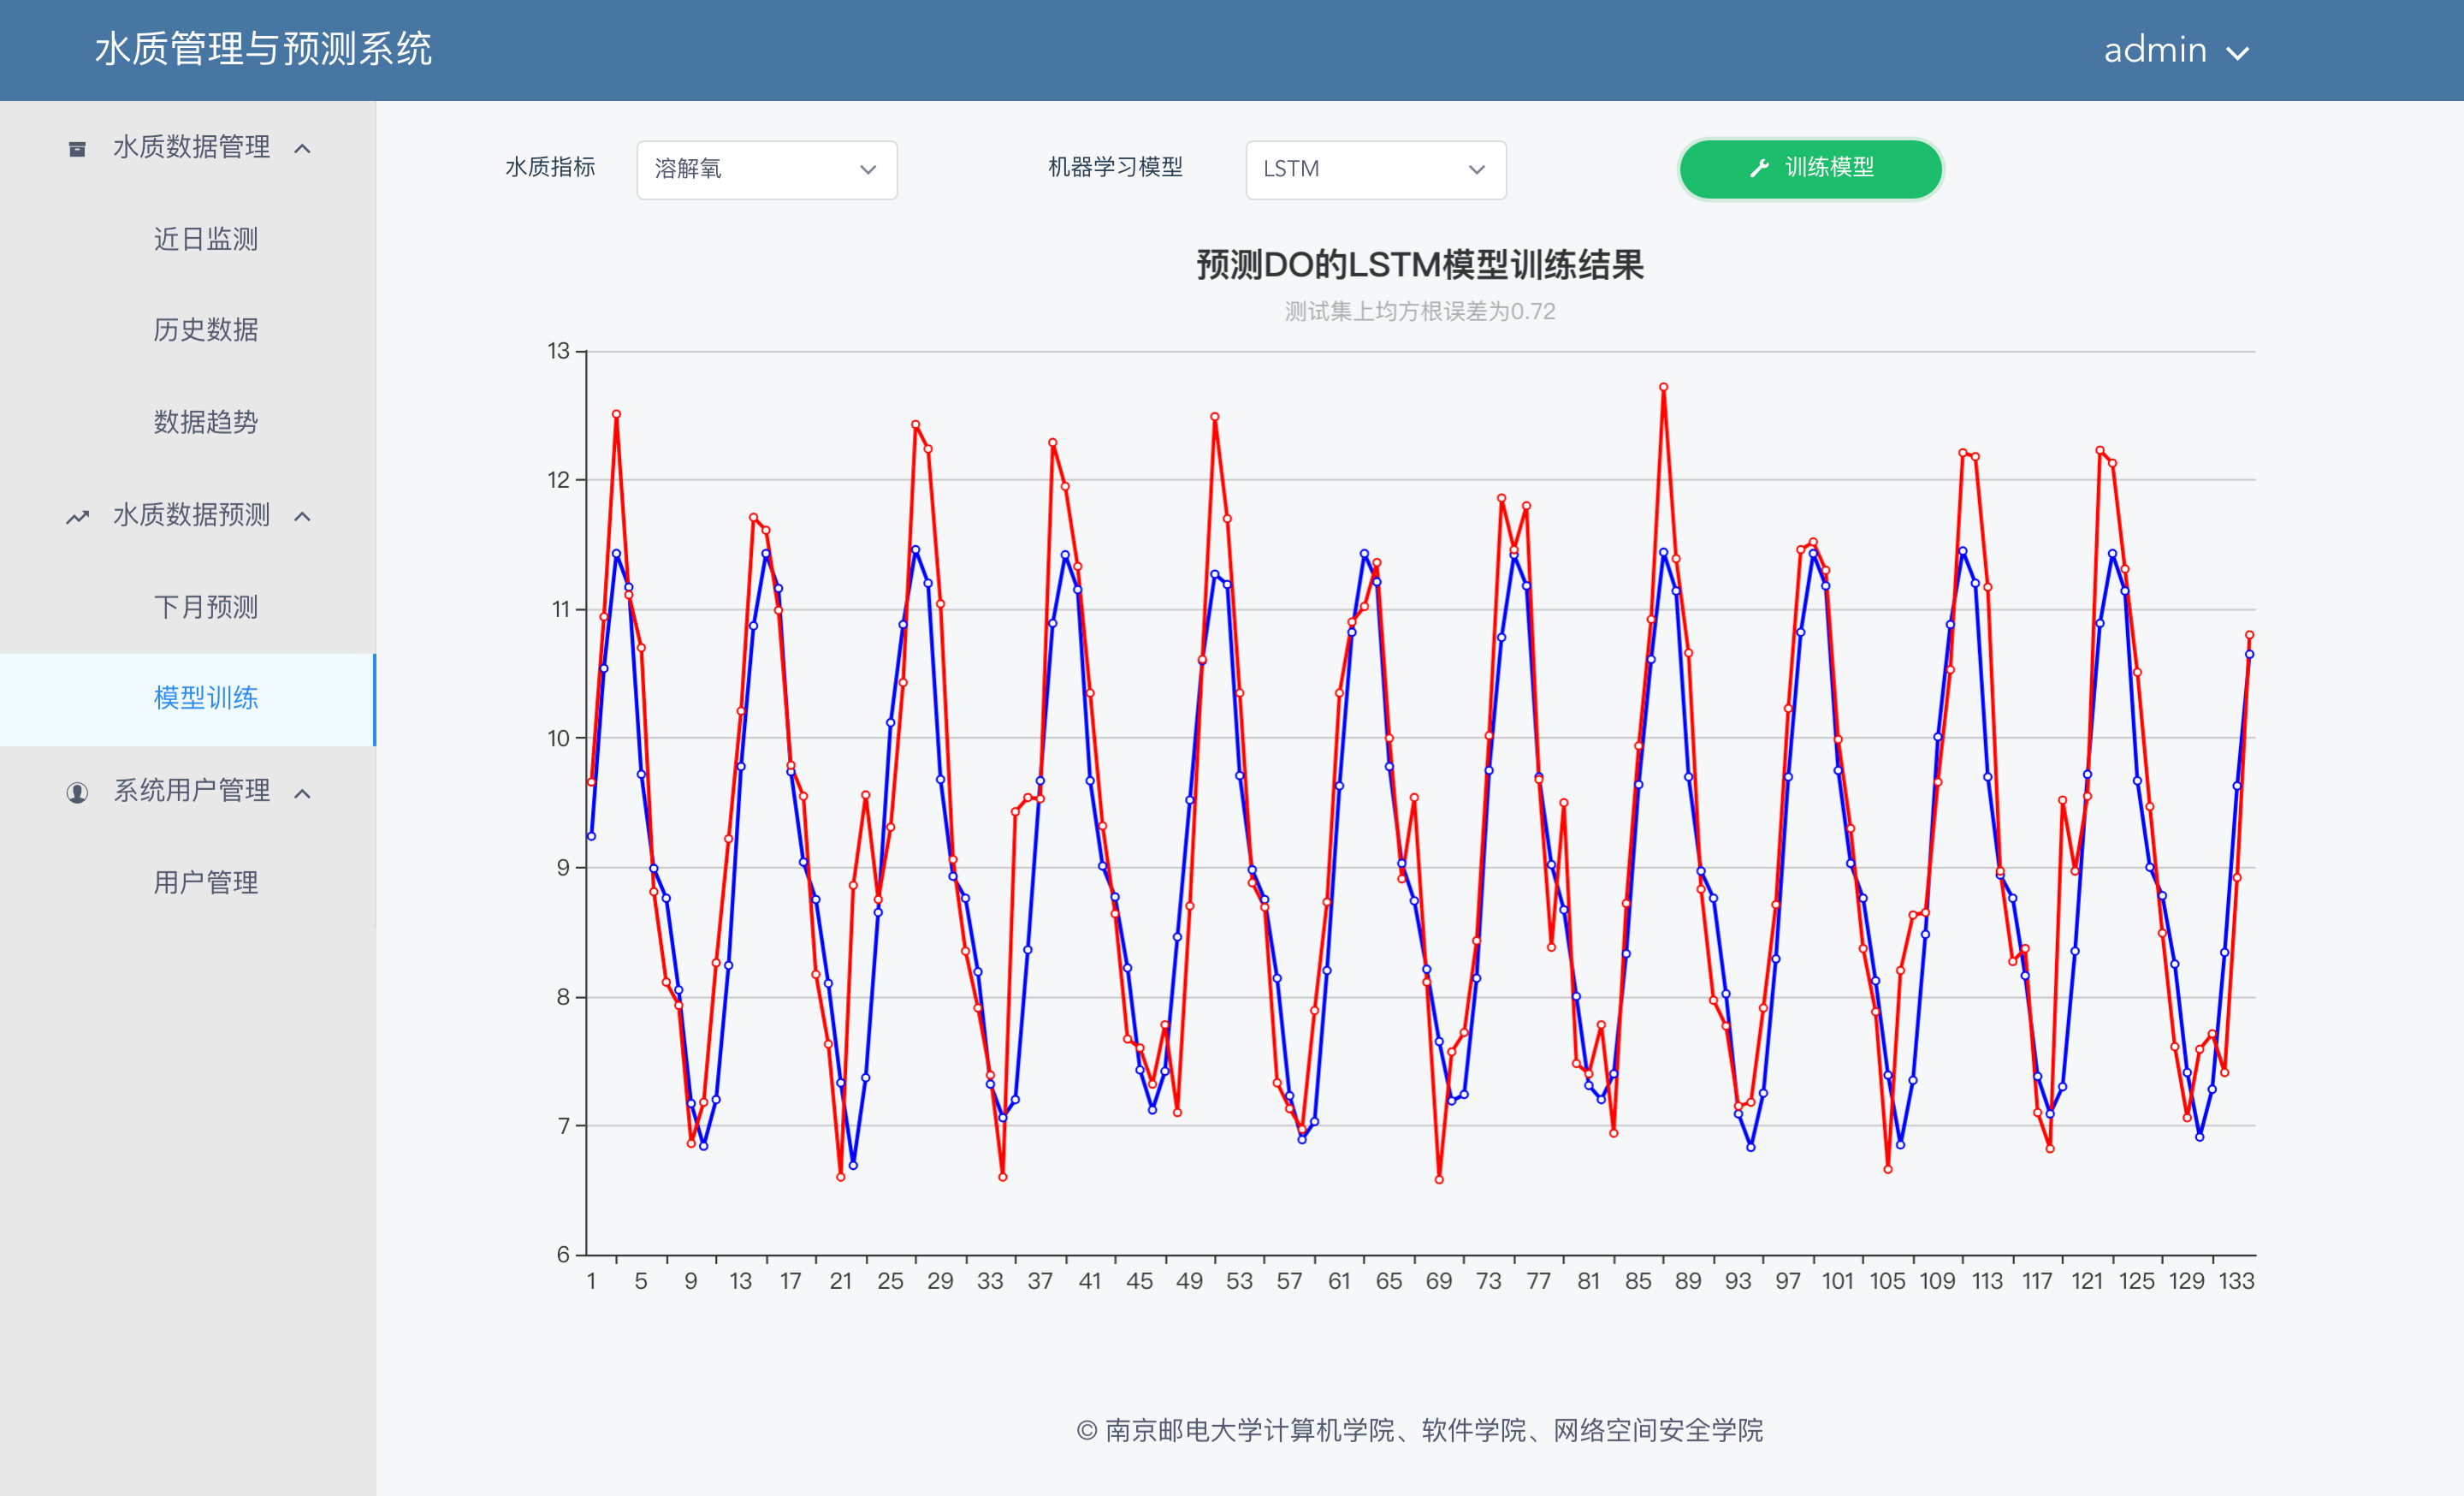 水质管理与预测系统
admin
水质数据管理
近日监测
历史数据
数据趋势
水质数据预测
下月预测
模型训练
系统用户管理
用户管理
水质指标 溶解氧 机器学习模型 LSTM 训练模型
预测DO的LSTM模型训练结果
测试集上均方根误差为0.72
13
12
11
10
9
8
7
6
1 5 9 13 17 21 25 29 33 37 41 45 49 53 57 61 65 69 73 77 81 85 89 93 97 101 105 109 113 117 121 125 129 133
© 南京邮电大学计算机学院、软件学院、网络空间安全学院